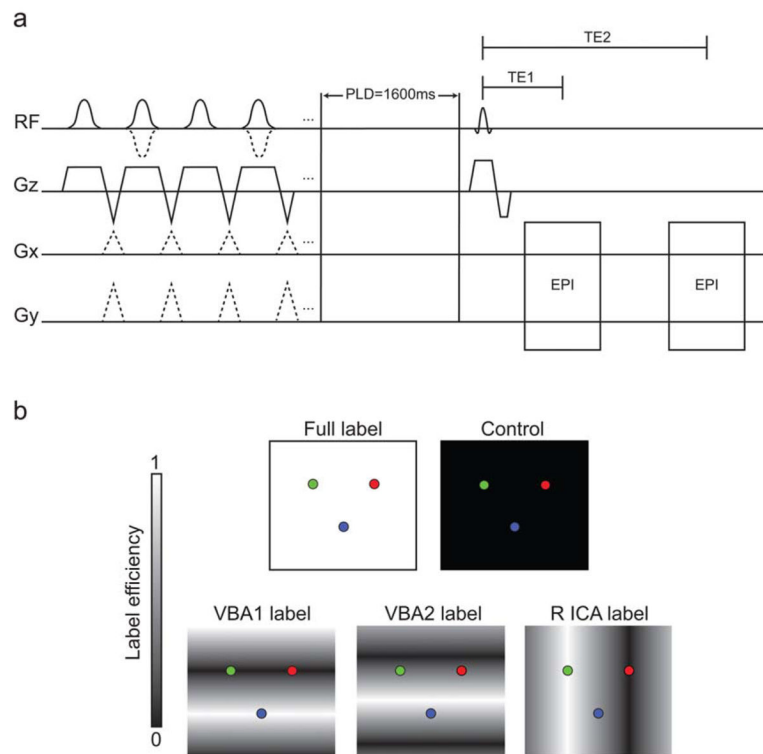 a
TE2
TE1
PLD=1600ms
RF
...
Gz
...
Gx
...
EPI
EPI
Gy
...
b
Full label
Control
1
Label efficiency
0
VBA1 label
VBA2 label
R ICA label